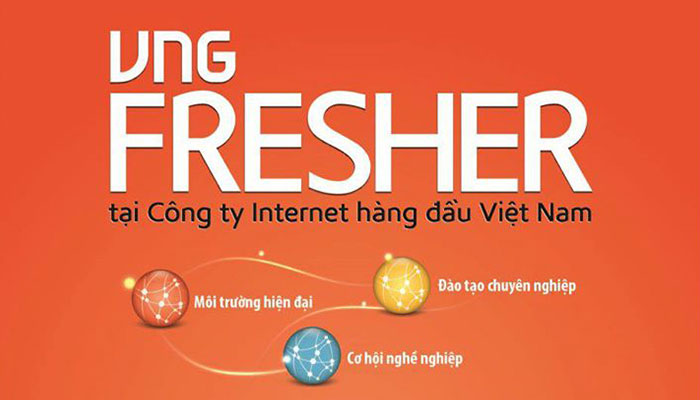 VNG
FRESHER
tại Công ty Internet hàng đầu Việt Nam
Môi trường hiện đại
Đào tạo chuyên nghiệp
Cơ hội nghề nghiệp